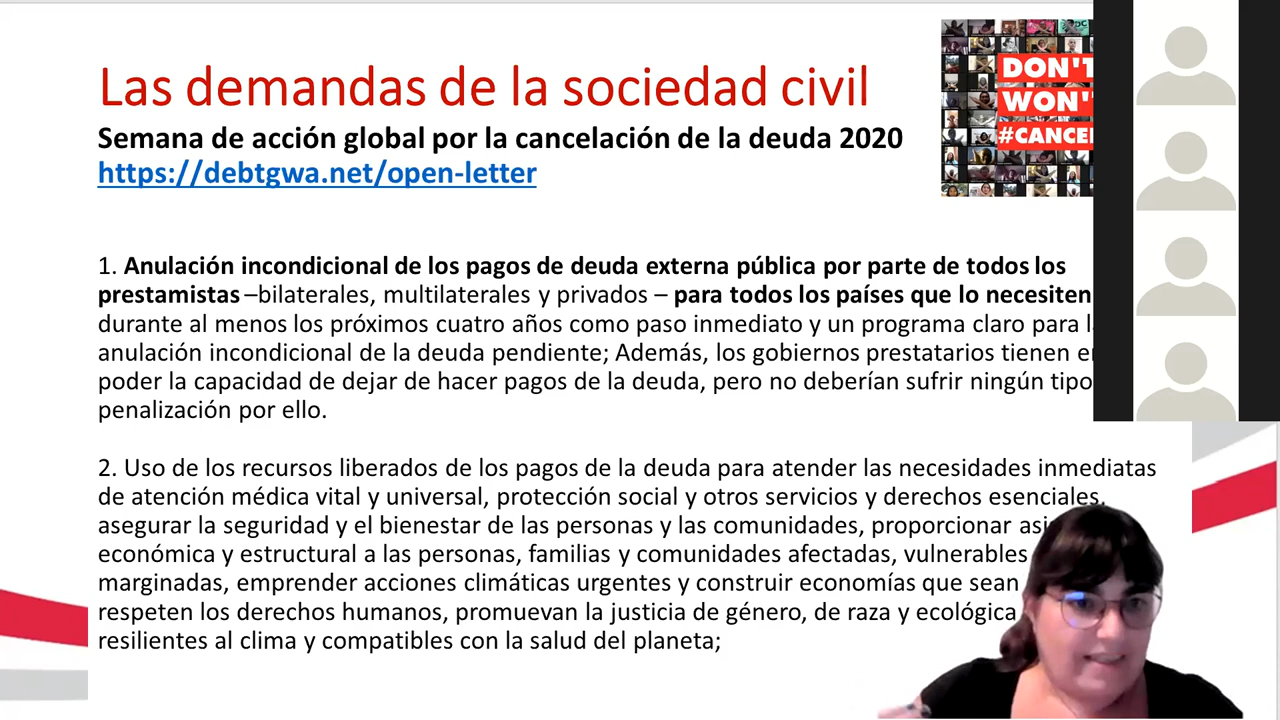 Las demandas de la sociedad civil
Semana de acción global por la cancelación de la deuda 2020
https://debtgwa.net/open-letter
DON'T
WON'
#CANCE
1. Anulación incondicional de los pagos de deuda externa pública por parte de todos los
prestamistas –bilaterales, multilaterales y privados – para todos los países que lo necesiten
durante al menos los próximos cuatro años como paso inmediato y un programa claro para
anulación incondicional de la deuda pendiente; Además, los gobiernos prestatarios tienen
poder la capacidad de dejar de hacer pagos de la deuda, pero no deberían sufrir ningún tipo
penalización por ello.
2. Uso de los recursos liberados de los pagos de la deuda para atender las necesidades inmediatas
de atención médica vital y universal, protección social y otros servicios y derechos esenciales,
asegurar la seguridad y el bienestar de las personas y las comunidades, proporcionar
económica y estructural a las personas, familias y comunidades afectadas, vulnerables
marginadas, emprender acciones climáticas urgentes y construir economías que sean
respeten los derechos humanos, promuevan la justicia de género, de raza y ecológica
resilientes al clima y compatibles con la salud del planeta;